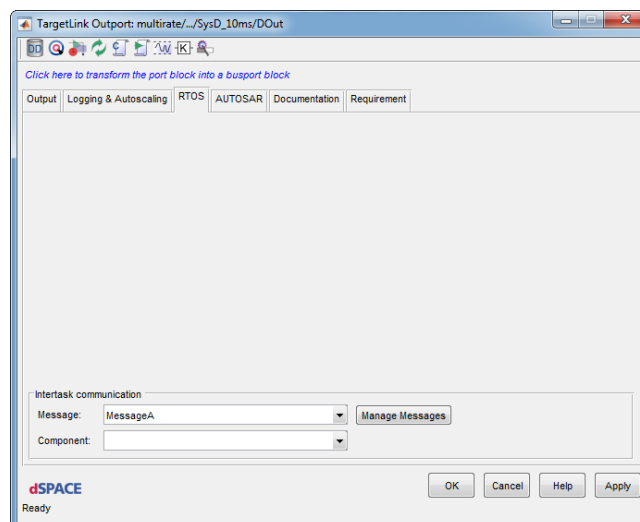 TargetLink Outport: multirate/.../SysD_10ms/DOut
DD K
Click here to transform the port block into a busport block
Output Logging & Autoscaling RTOS AUTOSAR Documentation Requirement
Intertask communication
Message: MessageA Manage Messages
Component:
dSPACE OK Cancel Help Apply
Ready